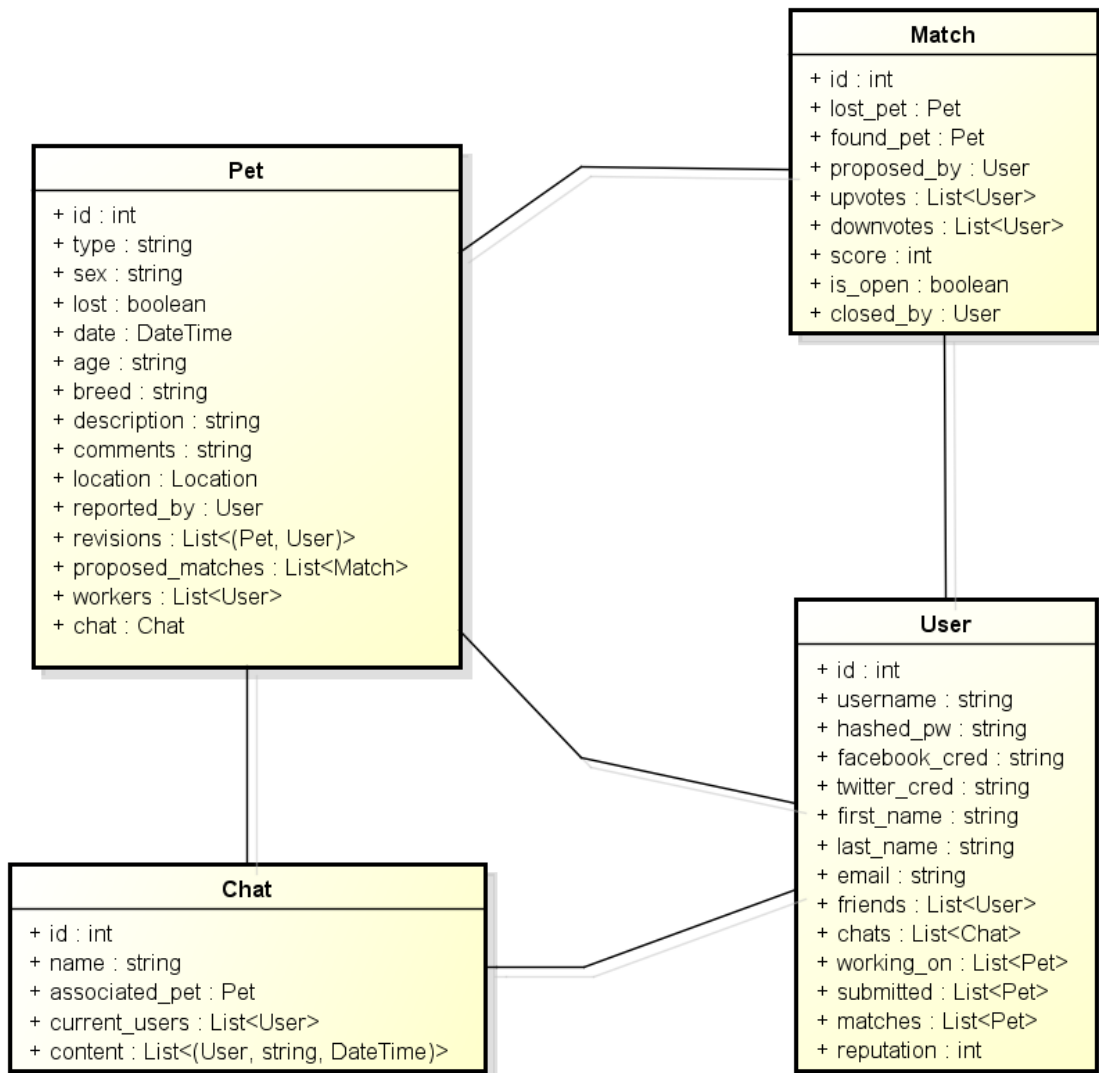 Match
+ id : int
+ lost_pet : Pet
+ found_pet : Pet
+ proposed_by : User
+ upvotes : List<User>
+ downvotes : List<User>
+ score : int
+ is_open : boolean
+ closed_by : User
Pet
+ id : int
+ type : string
+ sex : string
+ lost : boolean
+ date : DateTime
+ age : string
+ breed : string
+ description : string
+ comments : string
+ location : Location
+ reported_by : User
+ revisions : List<(Pet, User)>
+ proposed_matches : List<Match>
+ workers : List<User>
+ chat : Chat
User
+ id : int
+ username : string
+ hashed_pw : string
+ facebook_cred : string
+ twitter_cred : string
+ first_name : string
+ last_name : string
+ email : string
+ friends : List<User>
+ chats : List<Chat>
+ working_on : List<Pet>
+ submitted : List<Pet>
+ matches : List<Pet>
+ reputation : int
Chat
+ id : int
+ name : string
+ associated_pet : Pet
+ current_users : List<User>
+ content : List<(User, string, DateTime)>